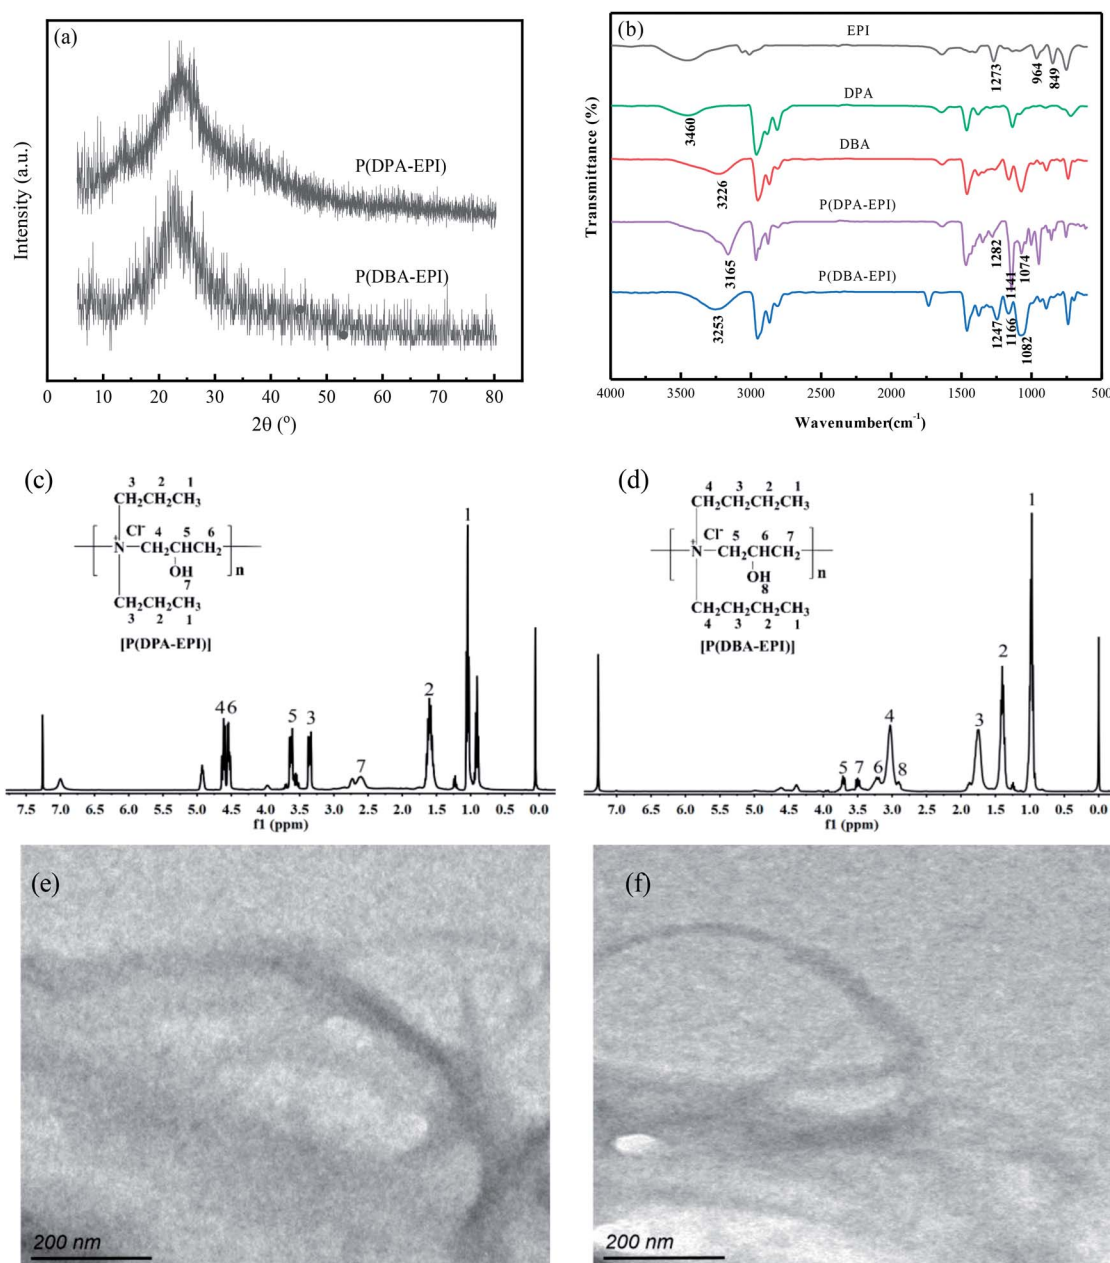 (a)
Intensity (a.u.)
P(DPA-EPI)
P(DBA-EPI)
0 10 20 30 40 50 60 70 80
2θ (°)
(b)
Transmittance (%)
EPI
1273 964 849
DPA
3460
DBA
3226
P(DPA-EPI)
3165 1282 1141 1074
P(DBA-EPI)
3253 1247 1166 1082
4000 3500 3000 2500 2000 1500 1000 500
Wavenumber(cm⁻¹)
(c)
3 2 1
CH₂CH₂CH₃
Cl⁻ 4 5 6
N⁺ CH₂CHCH₂ n
OH
7
CH₂CH₂CH₃
3 2 1
[P(DPA-EPI)]
4 6 5 3 7 2 1
7.5 7.0 6.5 6.0 5.5 5.0 4.5 4.0 3.5 3.0 2.5 2.0 1.5 1.0 0.5 0.0
f1 (ppm)
(d)
4 3 2 1
CH₂CH₂CH₂CH₃
Cl⁻ 5 6 7
N⁺ CH₂CHCH₂ n
OH
8
CH₂CH₂CH₂CH₃
4 3 2 1
[P(DBA-EPI)]
5 7 6 4 8 3 2 1
7.0 6.5 6.0 5.5 5.0 4.5 4.0 3.5 3.0 2.5 2.0 1.5 1.0 0.5 0.0
f1 (ppm)
(e)
200 nm
(f)
200 nm